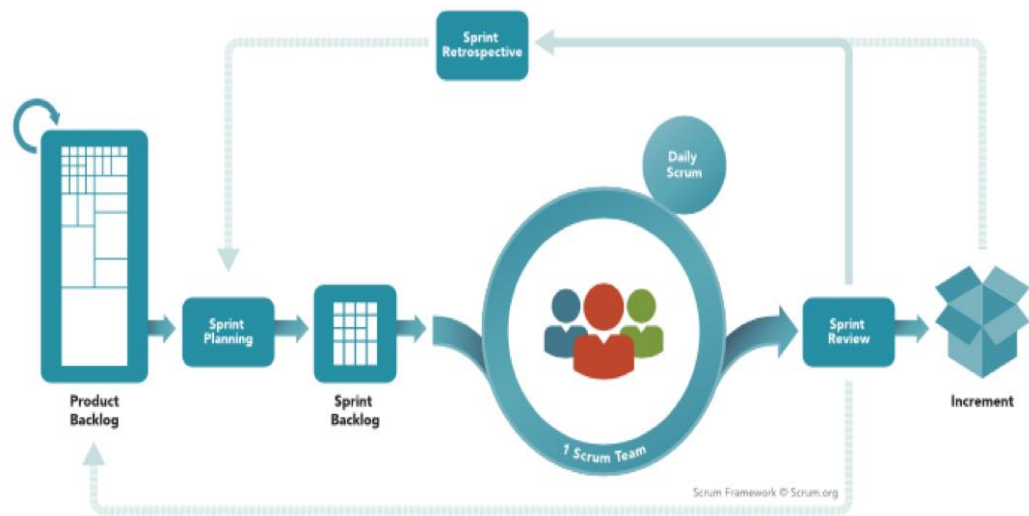 Sprint
Retrospective
Daily
Scrum
Sprint
Planning
Sprint
Review
Product
Backlog
Sprint
Backlog
1 Scrum Team
Increment
Scrum Framework © Scrum.org